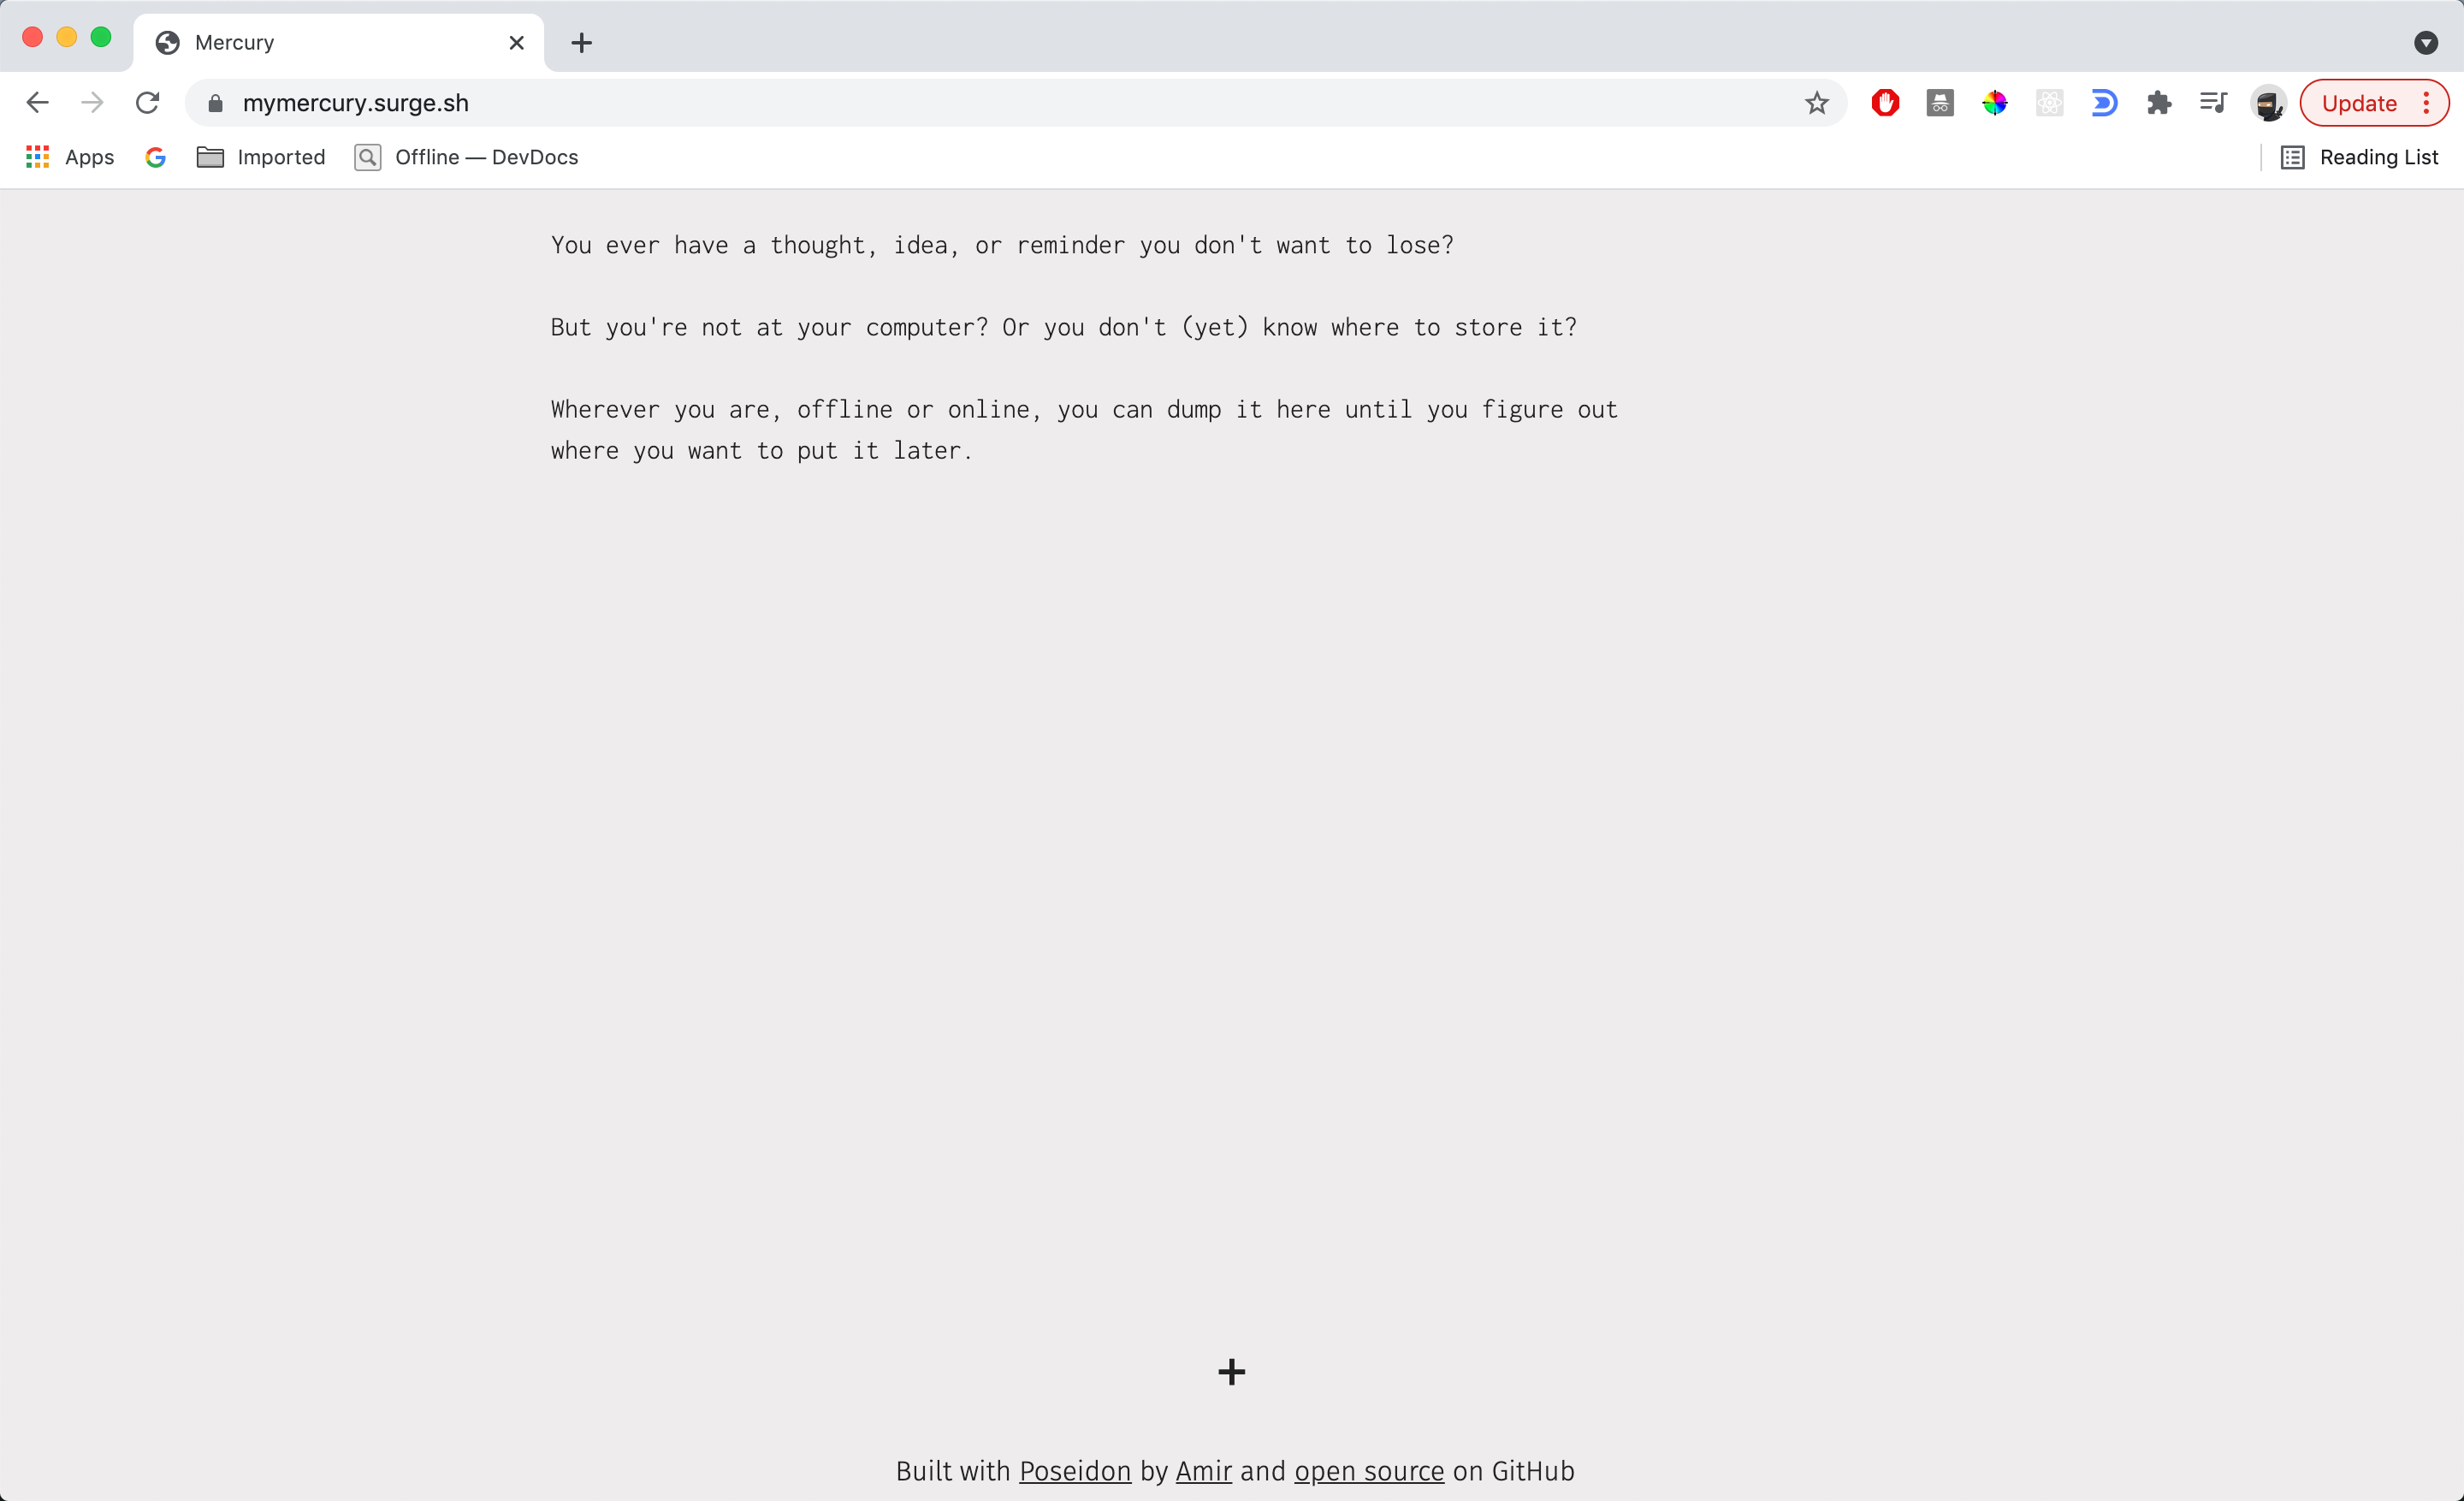 Mercury
mymercury.surge.sh
Update
Apps
Imported
Offline — DevDocs
Reading List
You ever have a thought, idea, or reminder you don't want to lose?
But you're not at your computer? Or you don't (yet) know where to store it?
Wherever you are, offline or online, you can dump it here until you figure out
where you want to put it later.
+
Built with Poseidon by Amir and open source on GitHub